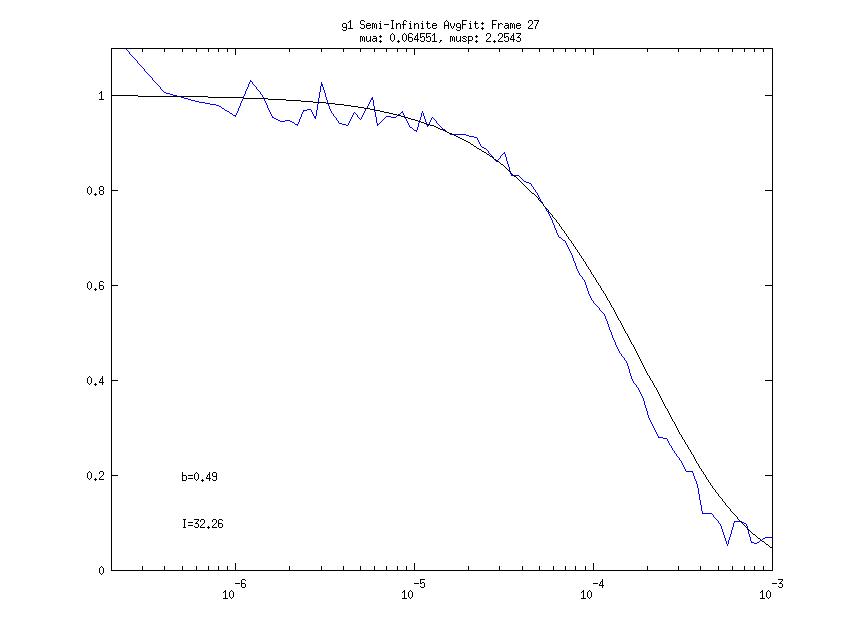 g1 Semi-Infinite AvgFit: Frame 27
mua: 0.064551, musp: 2.2543
1
0.8
0.6
0.4
0.2
0
b=0.49
I=32.26
10^-6
10^-5
10^-4
10^-3